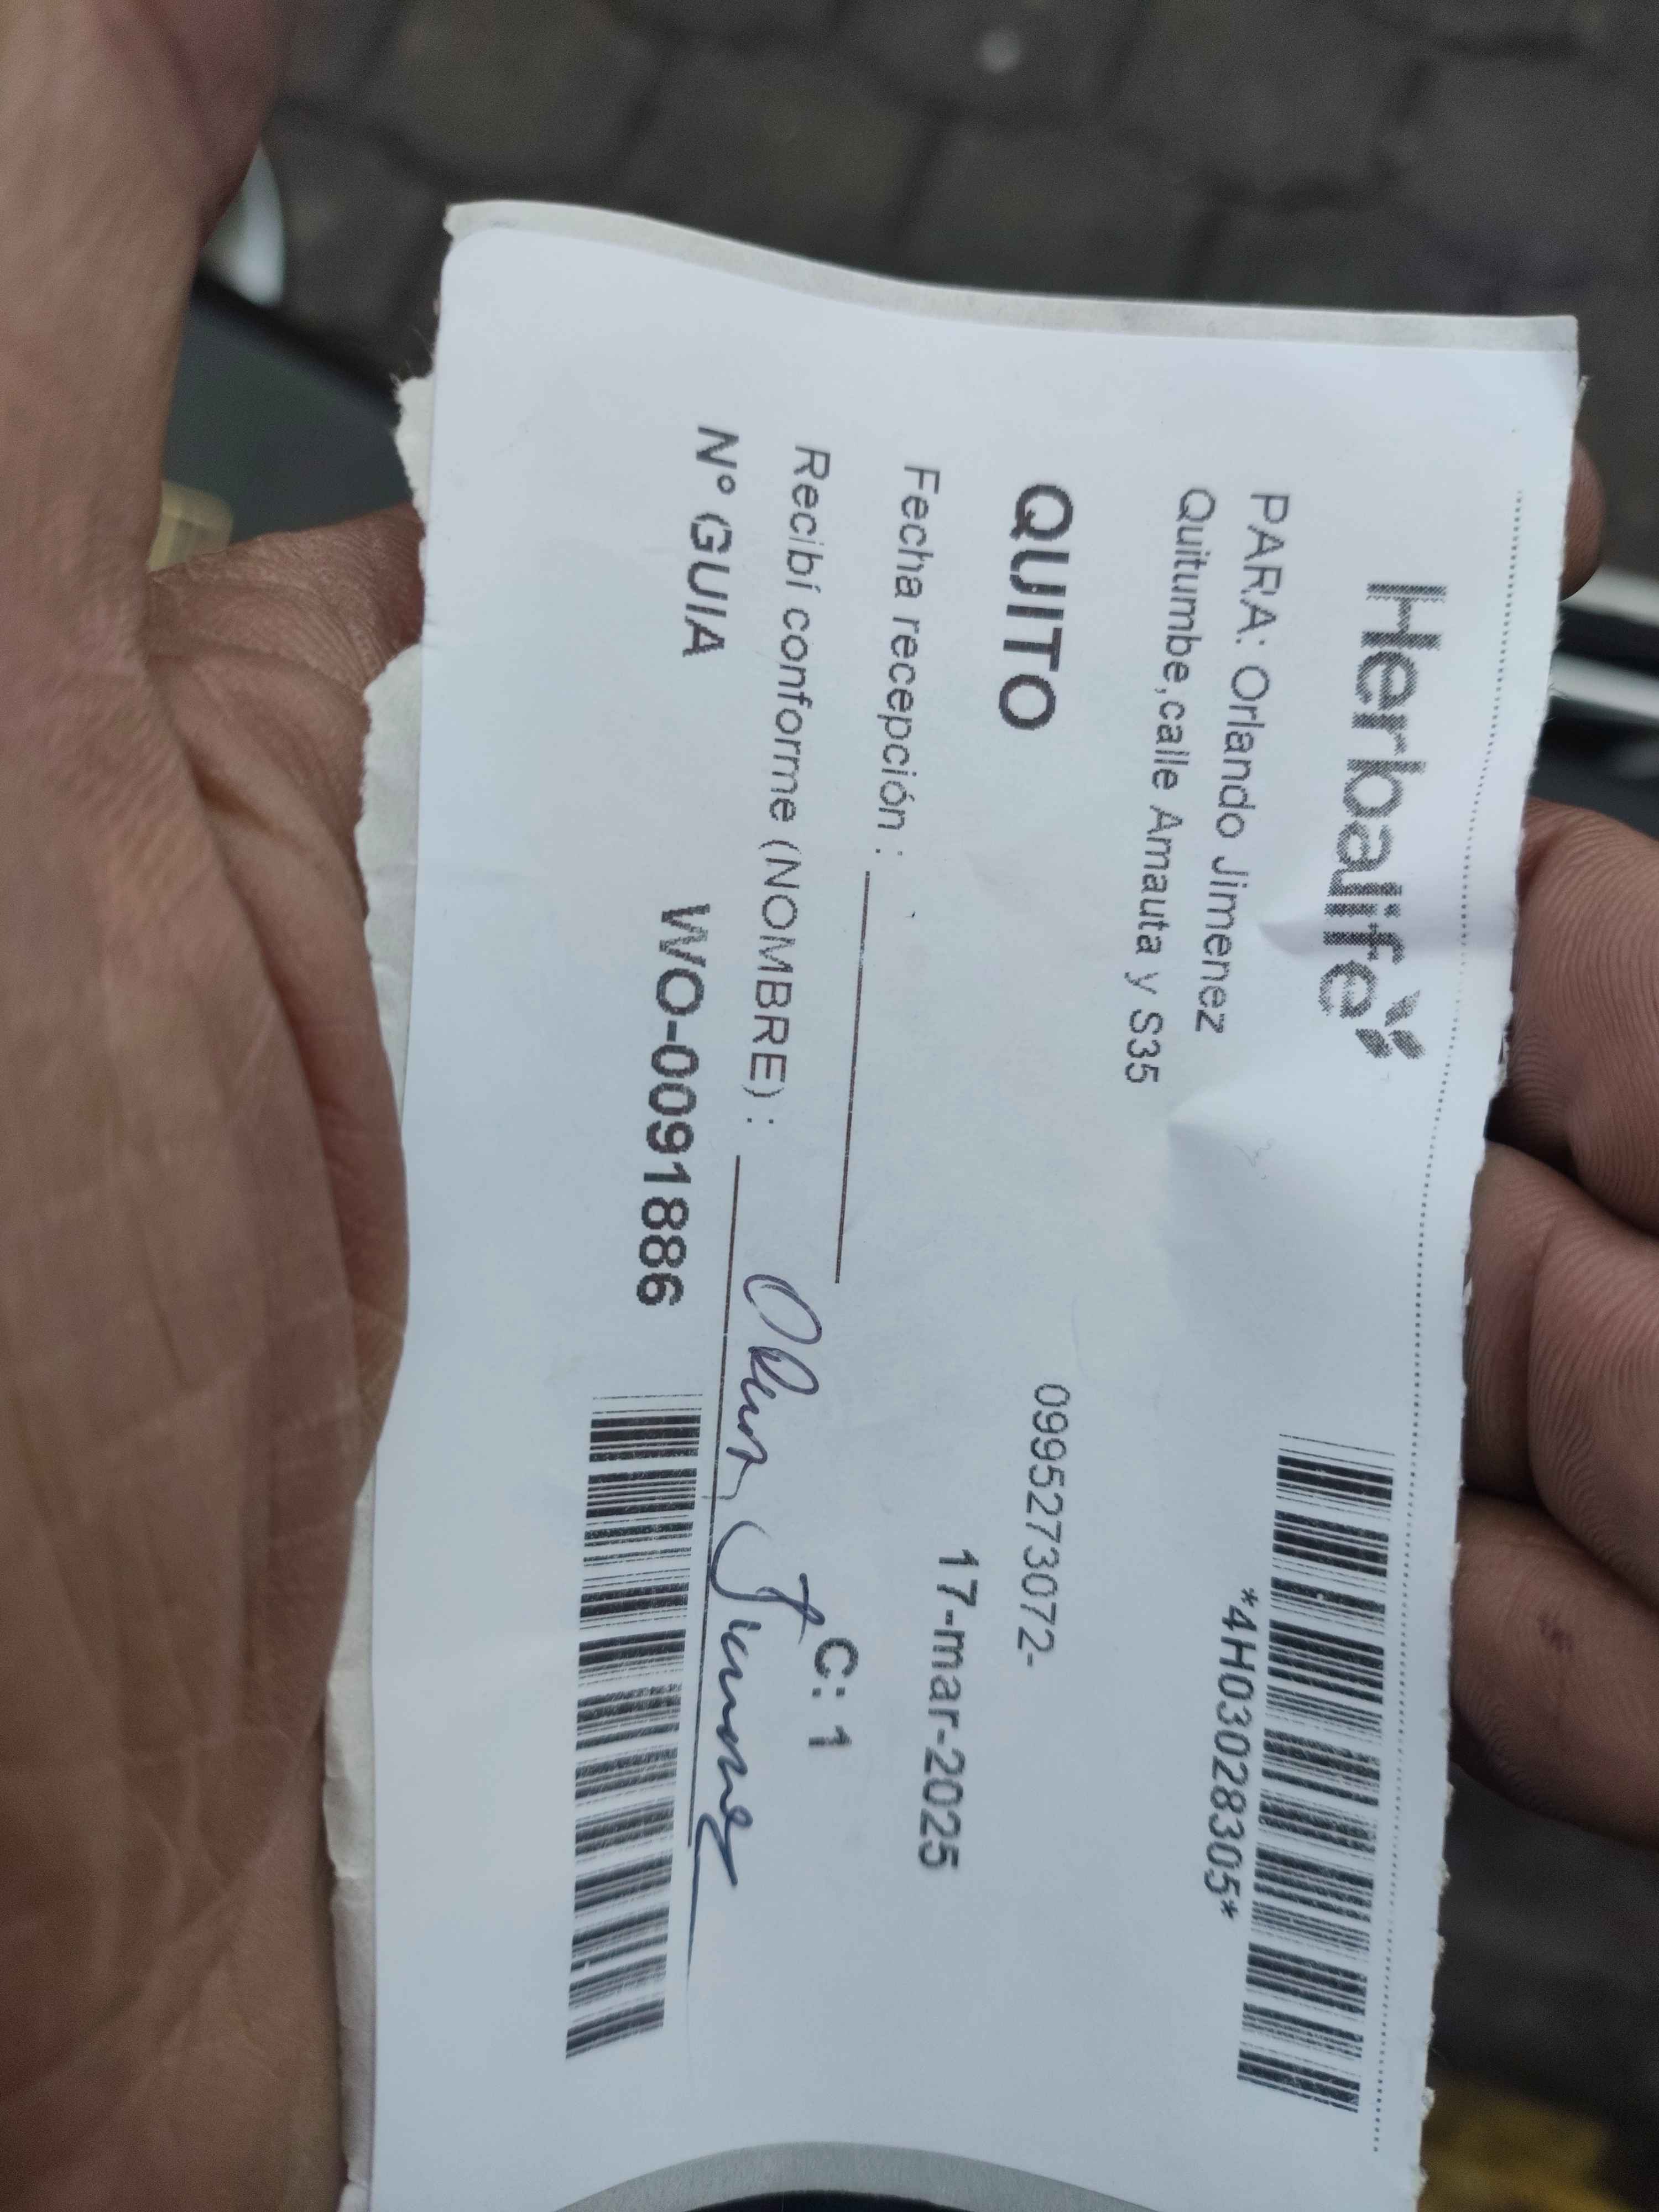 Herbalife
*4H03028305*
PARA: Orlando Jimenez
Quitumbe,calle Amauta y S35
0995273072-
QUITO
17-mar-2025
Fecha recepción :
C: 1
Recibí conforme (NOMBRE) : Jimenez
Nº GUIA WO-0091886